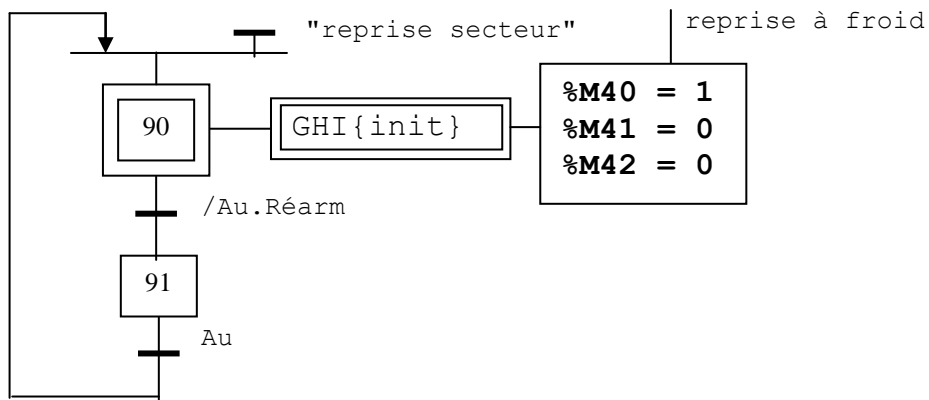 "reprise secteur"
reprise à froid
90
GHI{init}
%M40 = 1
%M41 = 0
%M42 = 0
/Au.Réarm
91
Au